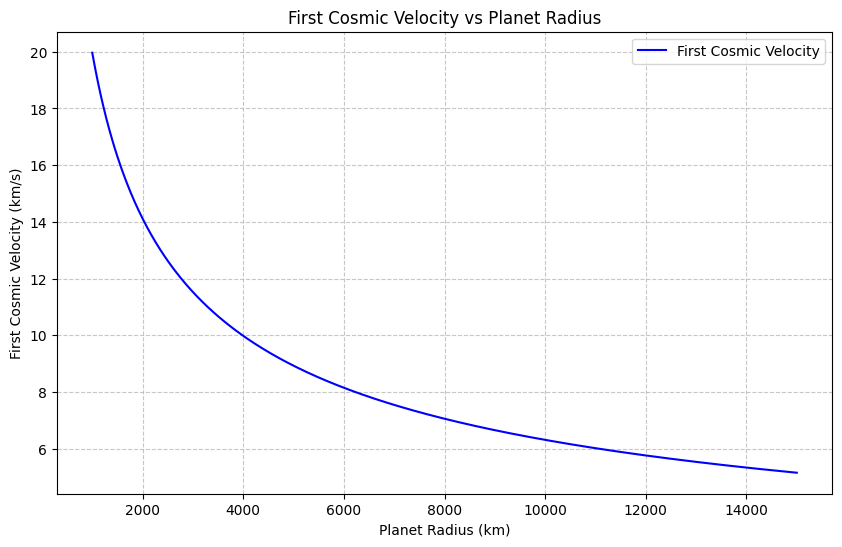 First Cosmic Velocity vs Planet Radius
First Cosmic Velocity
First Cosmic Velocity (km/s)
20
18
16
14
12
10
8
6
2000 4000 6000 8000 10000 12000 14000
Planet Radius (km)